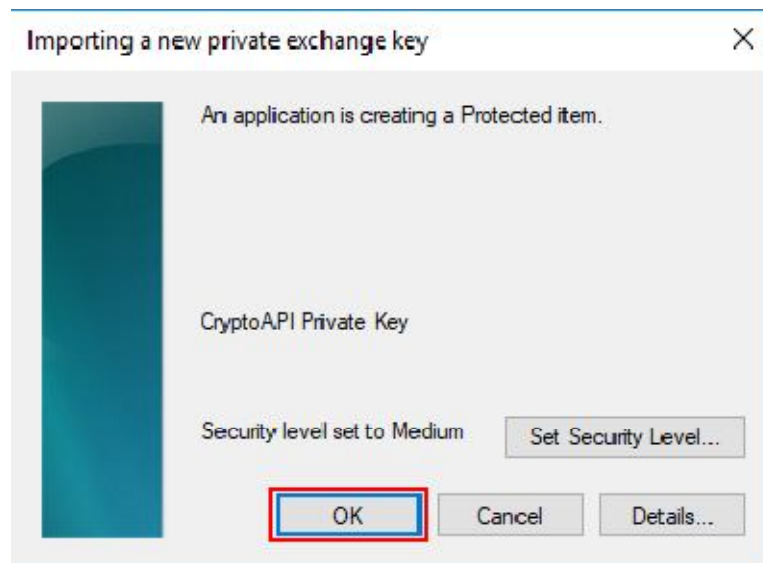 Importing a new private exchange key
An application is creating a Protected item.
CryptoAPI Private Key
Security level set to Medium
Set Security Level...
OK
Cancel
Details...